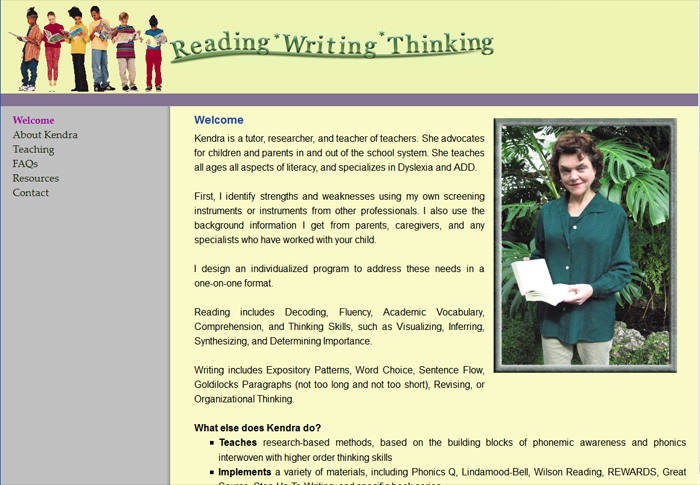 Reading*Writing*Thinking
Welcome
About Kendra
Teaching
FAQs
Resources
Contact
Welcome
Kendra is a tutor, researcher, and teacher of teachers. She advocates
for children and parents in and out of the school system. She teaches
all ages all aspects of literacy, and specializes in Dyslexia and ADD.
First, I identify strengths and weaknesses using my own screening
instruments or instruments from other professionals. I also use the
background information I get from parents, caregivers, and any
specialists who have worked with your child.
I design an individualized program to address these needs in a
one-on-one format.
Reading includes Decoding, Fluency, Academic Vocabulary,
Comprehension, and Thinking Skills, such as Visualizing, Inferring,
Synthesizing, and Determining Importance.
Writing includes Expository Patterns, Word Choice, Sentence Flow,
Goldilocks Paragraphs (not too long and not too short), Revising, or
Organizational Thinking.
What else does Kendra do?
Teaches research-based methods, based on the building blocks of phonemic awareness and phonics
interwoven with higher order thinking skills
Implements a variety of materials, including Phonics Q, Lindamood-Bell, Wilson Reading, REWARDS, Great